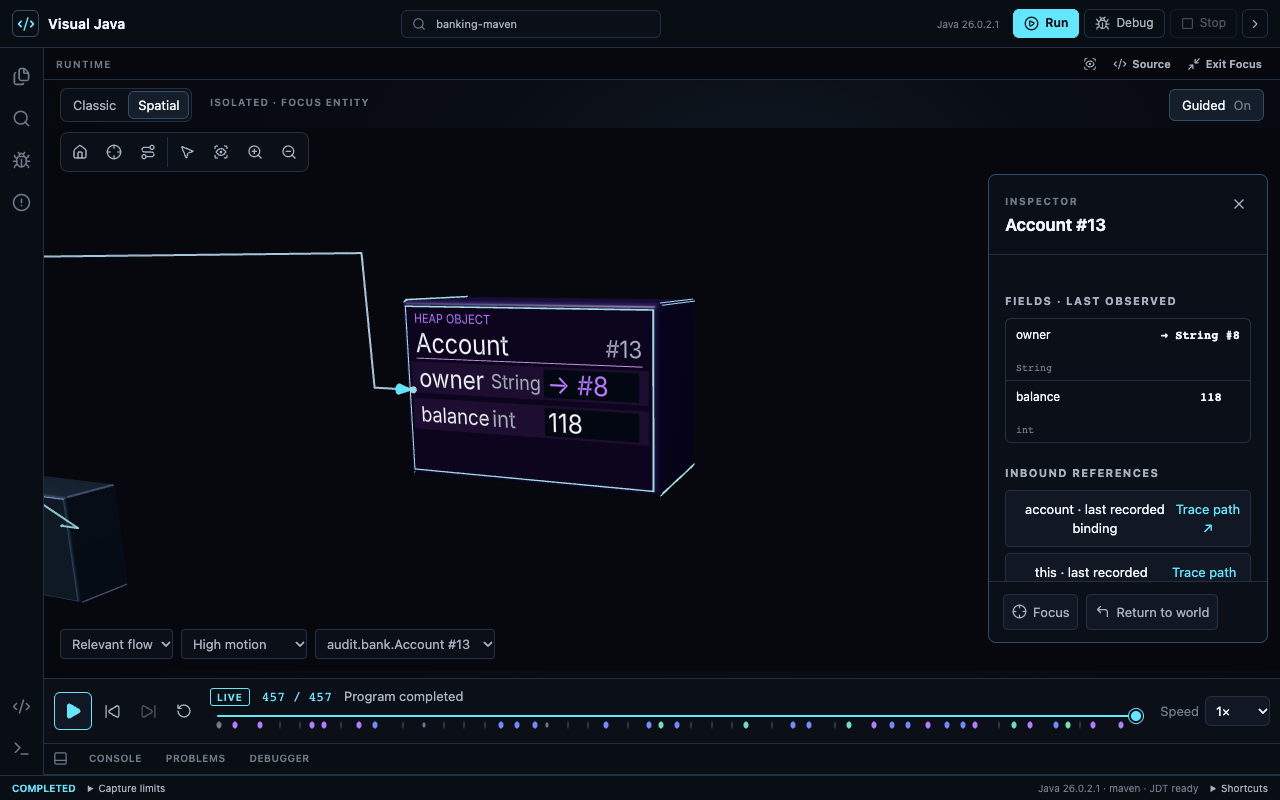 Visual Java
banking-maven
Java 26.0.2.1
Run
Debug
Stop
RUNTIME
Source
Exit Focus
Classic
Spatial
ISOLATED · FOCUS ENTITY
Guided On
INSPECTOR
Account #13
HEAP OBJECT
Account #13
owner String → #8
balance int 118
FIELDS · LAST OBSERVED
owner → String #8
String
balance 118
int
INBOUND REFERENCES
account · last recorded Trace path
binding ↗
this · last recorded Trace path
Focus
Return to world
Relevant flow
High motion
audit.bank.Account #13
LIVE 457 / 457 Program completed
Speed 1×
CONSOLE PROBLEMS DEBUGGER
COMPLETED ▶ Capture limits
Java 26.0.2.1 · maven · JDT ready ▶ Shortcuts